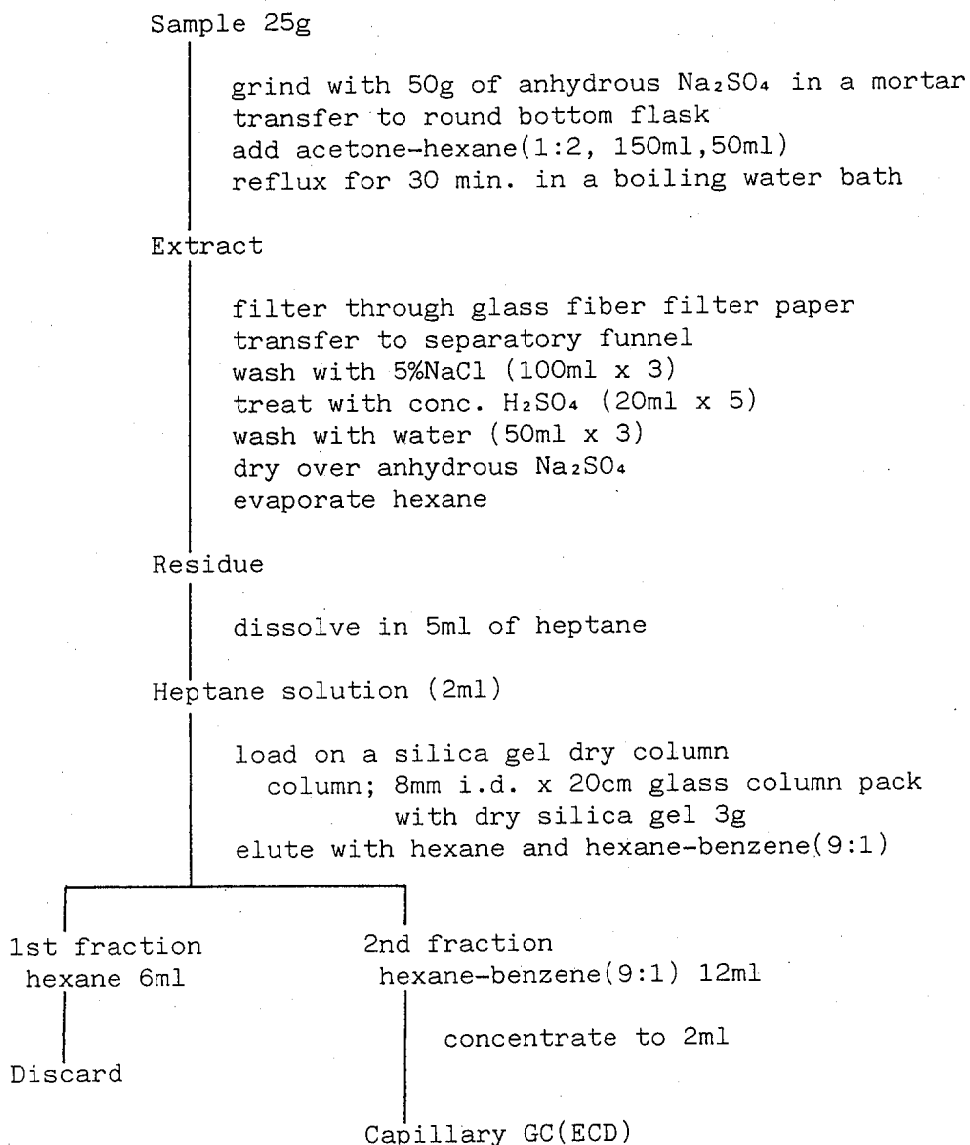 Sample 25g
grind with 50g of anhydrous Na₂SO₄ in a mortar
transfer to round bottom flask
add acetone-hexane(1:2, 150ml,50ml)
reflux for 30 min. in a boiling water bath
Extract
filter through glass fiber filter paper
transfer to separatory funnel
wash with 5%NaCl (100ml x 3)
treat with conc. H₂SO₄ (20ml x 5)
wash with water (50ml x 3)
dry over anhydrous Na₂SO₄
evaporate hexane
Residue
dissolve in 5ml of heptane
Heptane solution (2ml)
load on a silica gel dry column
column; 8mm i.d. x 20cm glass column pack
with dry silica gel 3g
elute with hexane and hexane-benzene(9:1)
1st fraction
hexane 6ml
Discard
2nd fraction
hexane-benzene(9:1) 12ml
concentrate to 2ml
Capillary GC(ECD)